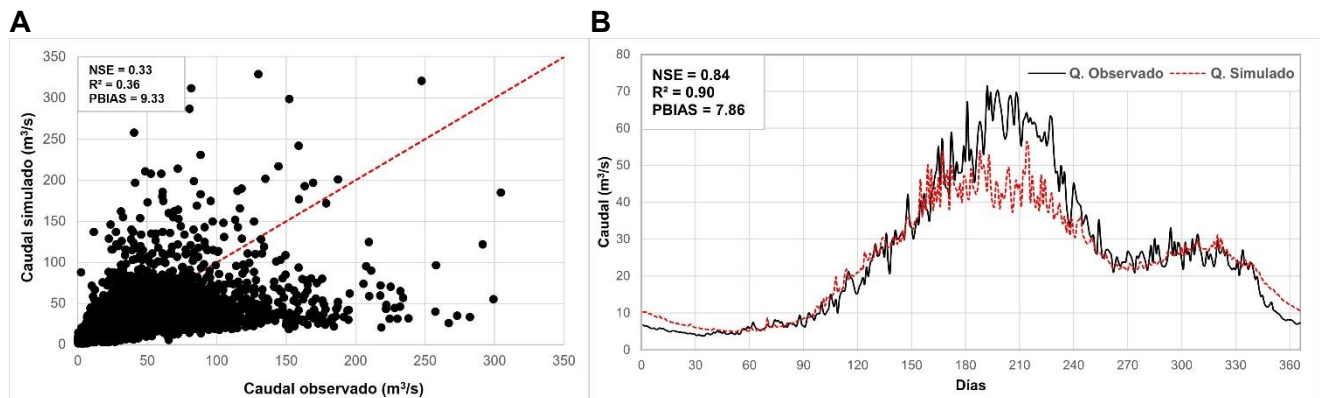 A
Caudal simulado (m³/s)
350
300
250
200
150
100
50
0
NSE = 0.33
R² = 0.36
PBIAS = 9.33
0 50 100 150 200 250 300 350
Caudal observado (m³/s)
B
Caudal (m³/s)
80
70
60
50
40
30
20
10
0
NSE = 0.84
R² = 0.90
PBIAS = 7.86
Q. Observado Q. Simulado
0 30 60 90 120 150 180 210 240 270 300 330 360
Días